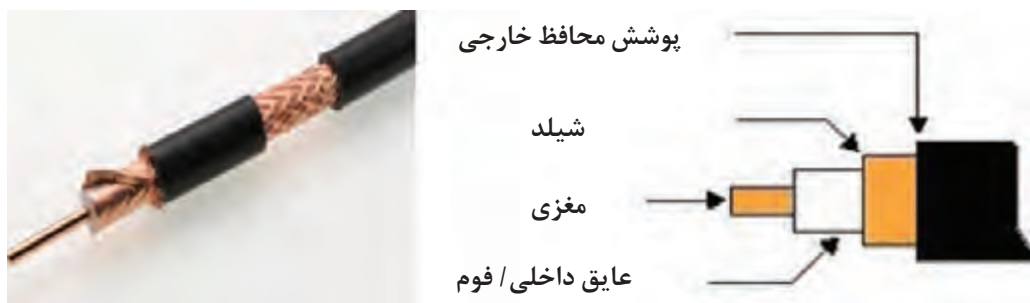 پوشش محافظ خارجی
شیلد
مغزی
عایق داخلی/ فوم